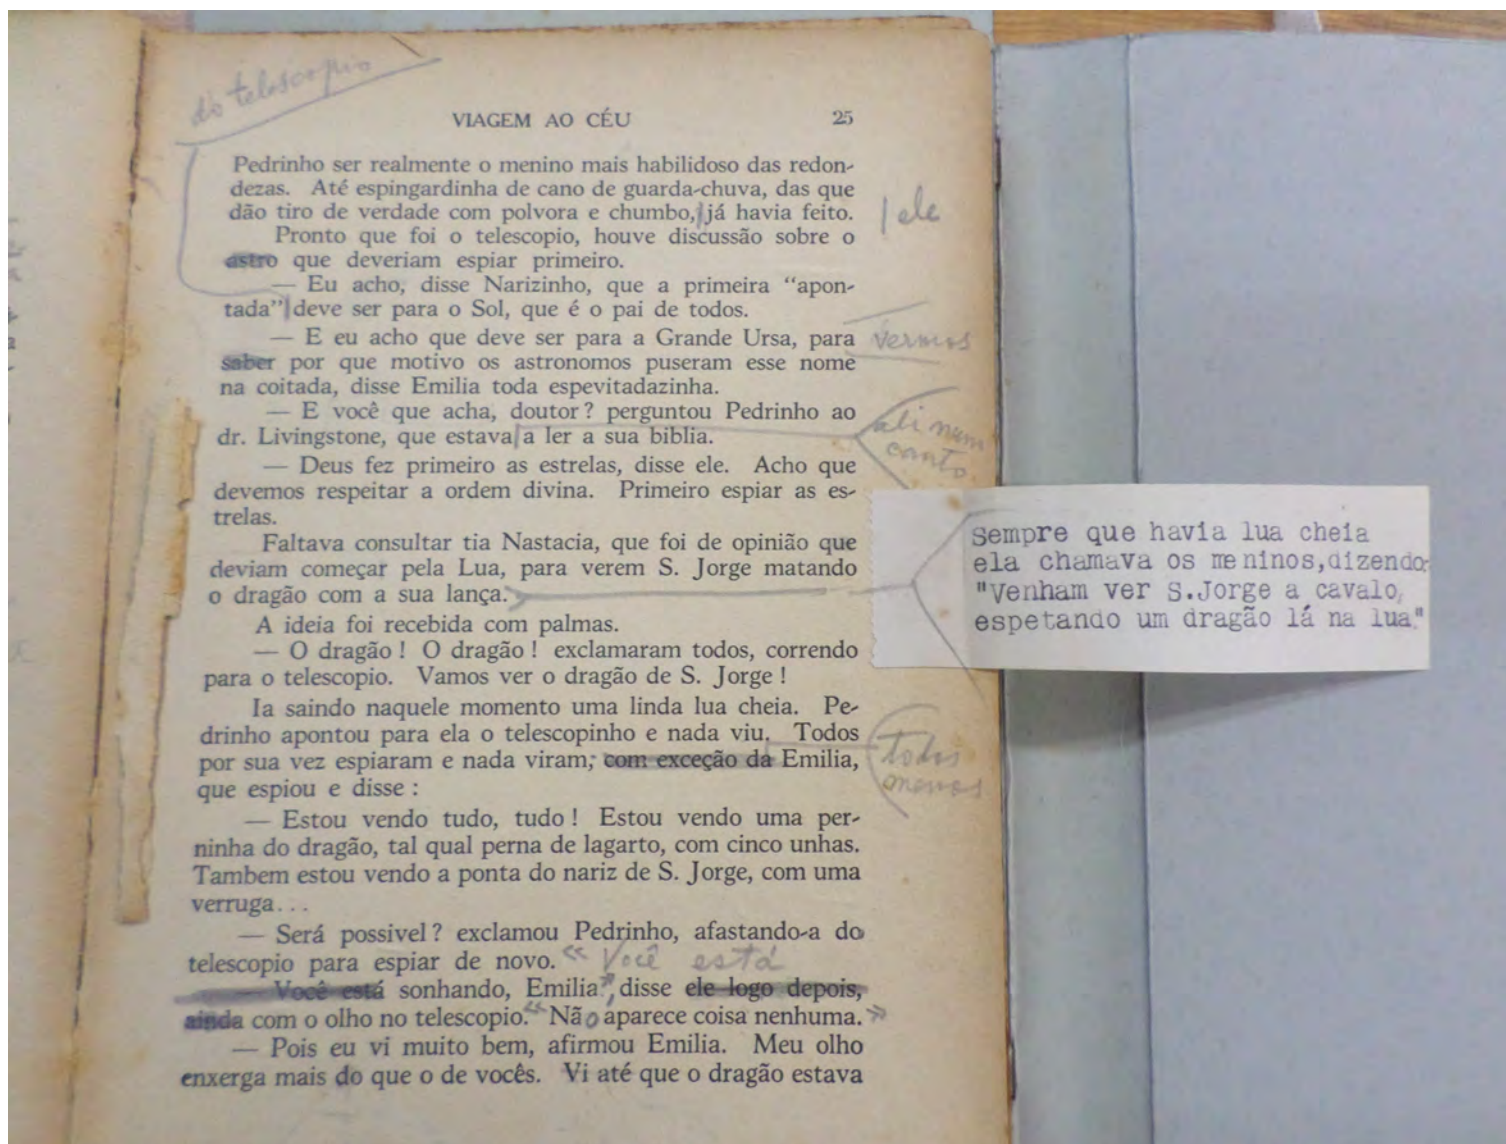 do telescopio
VIAGEM AO CÉU 25
Pedrinho ser realmente o menino mais habilidoso das redon-
dezas. Até espingardinha de cano de guarda-chuva, das que
dão tiro de verdade com polvora e chumbo, já havia feito.
ele
Pronto que foi o telescopio, houve discussão sobre o
astro que deveriam espiar primeiro.
— Eu acho, disse Narizinho, que a primeira “apon-
tada” deve ser para o Sol, que é o pai de todos.
— E eu acho que deve ser para a Grande Ursa, para
vermos
saber por que motivo os astronomos puseram esse nome
na coitada, disse Emilia toda espevitadazinha.
— E você que acha, doutor? perguntou Pedrinho ao
dr. Livingstone, que estava a ler a sua biblia.
ali num
canto.
— Deus fez primeiro as estrelas, disse ele. Acho que
devemos respeitar a ordem divina. Primeiro espiar as es-
trelas.
Faltava consultar tia Nastacia, que foi de opinião que
deviam começar pela Lua, para verem S. Jorge matando
o dragão com a sua lança.
Sempre que havia lua cheia
ela chamava os meninos,dizendo:
"Venham ver S.Jorge a cavalo,
espetando um dragão lá na lua"
A ideia foi recebida com palmas.
— O dragão! O dragão! exclamaram todos, correndo
para o telescopio. Vamos ver o dragão de S. Jorge!
Ia saindo naquele momento uma linda lua cheia. Pe-
drinho apontou para ela o telescopinho e nada viu. Todos
por sua vez espiaram e nada viram; com exceção da Emilia,
todos
menos
que espiou e disse:
— Estou vendo tudo, tudo! Estou vendo uma per-
ninha do dragão, tal qual perna de lagarto, com cinco unhas.
Tambem estou vendo a ponta do nariz de S. Jorge, com uma
verruga...
— Será possivel? exclamou Pedrinho, afastando-a do
telescopio para espiar de novo. « Você está
— Você está sonhando, Emilia”, disse ele logo depois,
ainda com o olho no telescopio. “Não aparece coisa nenhuma. »
— Pois eu vi muito bem, afirmou Emilia. Meu olho
enxerga mais do que o de vocês. Vi até que o dragão estava